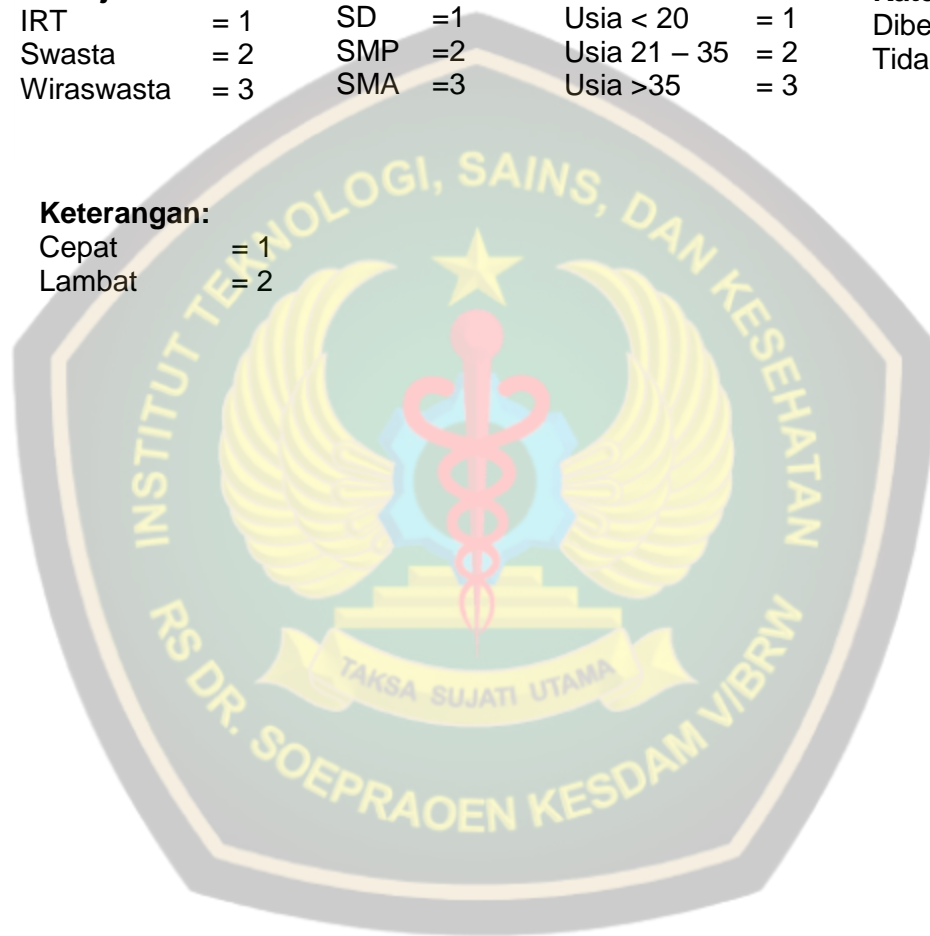 IRT = 1 SD =1 Usia < 20 = 1
Swasta = 2 SMP =2 Usia 21 – 35 = 2
Wiraswasta = 3 SMA =3 Usia >35 = 3
Keterangan:
Cepat = 1
Lambat = 2
INSTITUT TEKNOLOGI, SAINS, DAN KESEHATAN
TAKSA SUJATI UTAMA
RS DR. SOEPRAOEN KESDAM V/BRW